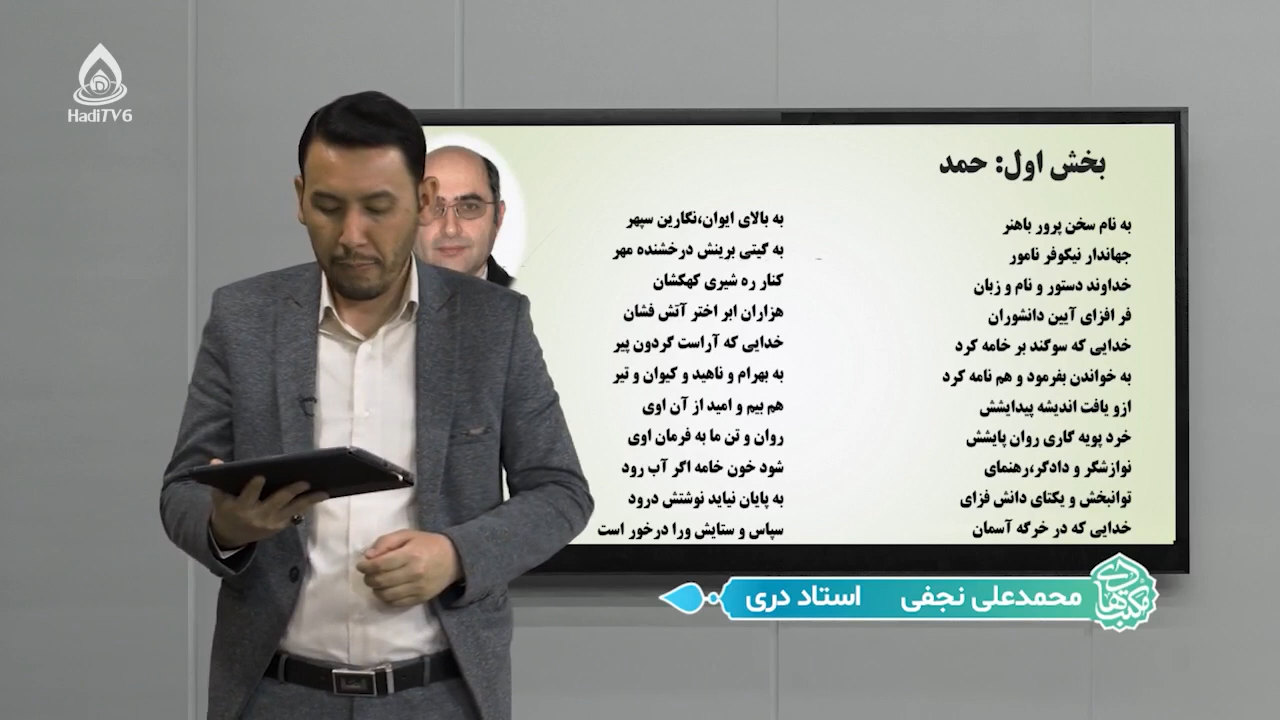 HadiTV6
بخش اول: حمد
به نام سخن پرور باهنر
جهاندار نیکوفر نامور
خداوند دستور و نام و زبان
فر افزای آیین دانشوران
خدایی که سوگند بر خامه کرد
به خواندن بفرمود و هم نامه کرد
ازو یافت اندیشه پیدایشش
خرد پویه گاری روان پایشش
نوازشگر و دادگر،رهنمای
توانبخش و یکتای دانش فزای
خدایی که در خرگه آسمان
به بالای ایوان،نگارین سپهر
به گیتی برینش درخشنده مهر
کنار ره شیری کهکشان
هزاران ابر اختر آتش فشان
خدایی که آراست گردون پیر
به بهرام و ناهید و کیوان و تیر
هم بیم و امید از آن اوی
روان و تن ما به فرمان اوی
شود خون خامه اگر آب رود
به پایان نیاید نوشتش درود
سپاس و ستایش ورا درخور است
محمدعلی نجفی استاد دری
مکتبهای دری